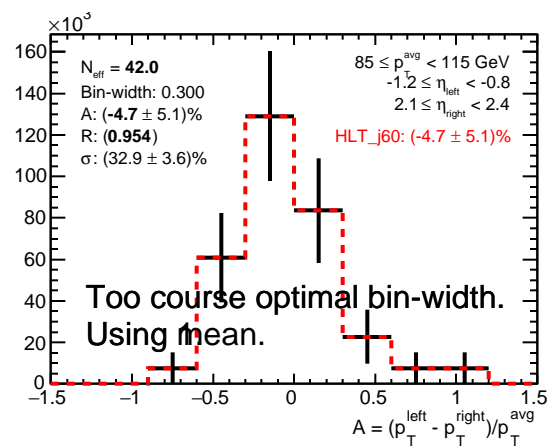 ×10³
160
140
120
100
80
60
40
20
0
N_eff = 42.0
Bin-width: 0.300
A: (-4.7 ± 5.1)%
R: (0.954)
σ: (32.9 ± 3.6)%
85 ≤ p_T^avg < 115 GeV
-1.2 ≤ η_left < -0.8
2.1 ≤ η_right < 2.4
HLT_j60: (-4.7 ± 5.1)%
Too course optimal bin-width.
Using mean.
−1.5 −1 −0.5 0 0.5 1 1.5
A = (p_T^left - p_T^right)/p_T^avg